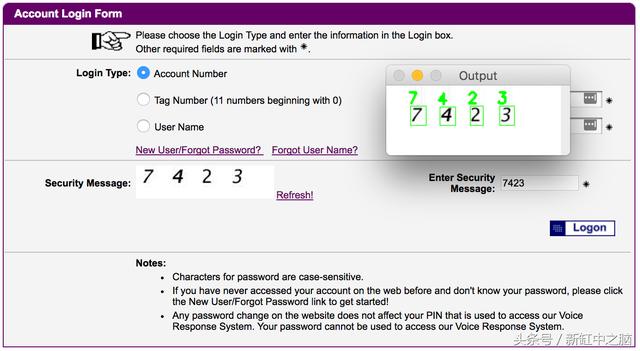 Account Login Form
Please choose the Login Type and enter the information in the Login box.
Other required fields are marked with *.
Login Type:
Account Number
Tag Number (11 numbers beginning with 0)
User Name
New User/Forgot Password?
Forgot User Name?
Output
7 4 2 3
7 4 2 3
*
*
Security Message:
7 4 2 3
Refresh!
Enter Security
Message:
7423
*
Logon
Notes:
• Characters for password are case-sensitive.
• If you have never accessed your account on the web before and don't know your password, please click
the New User/Forgot Password link to get started!
• Any password change on the website does not affect your PIN that is used to access our Voice
Response System. Your password cannot be used to access our Voice Response System.
头条号 / 新缸中之脑